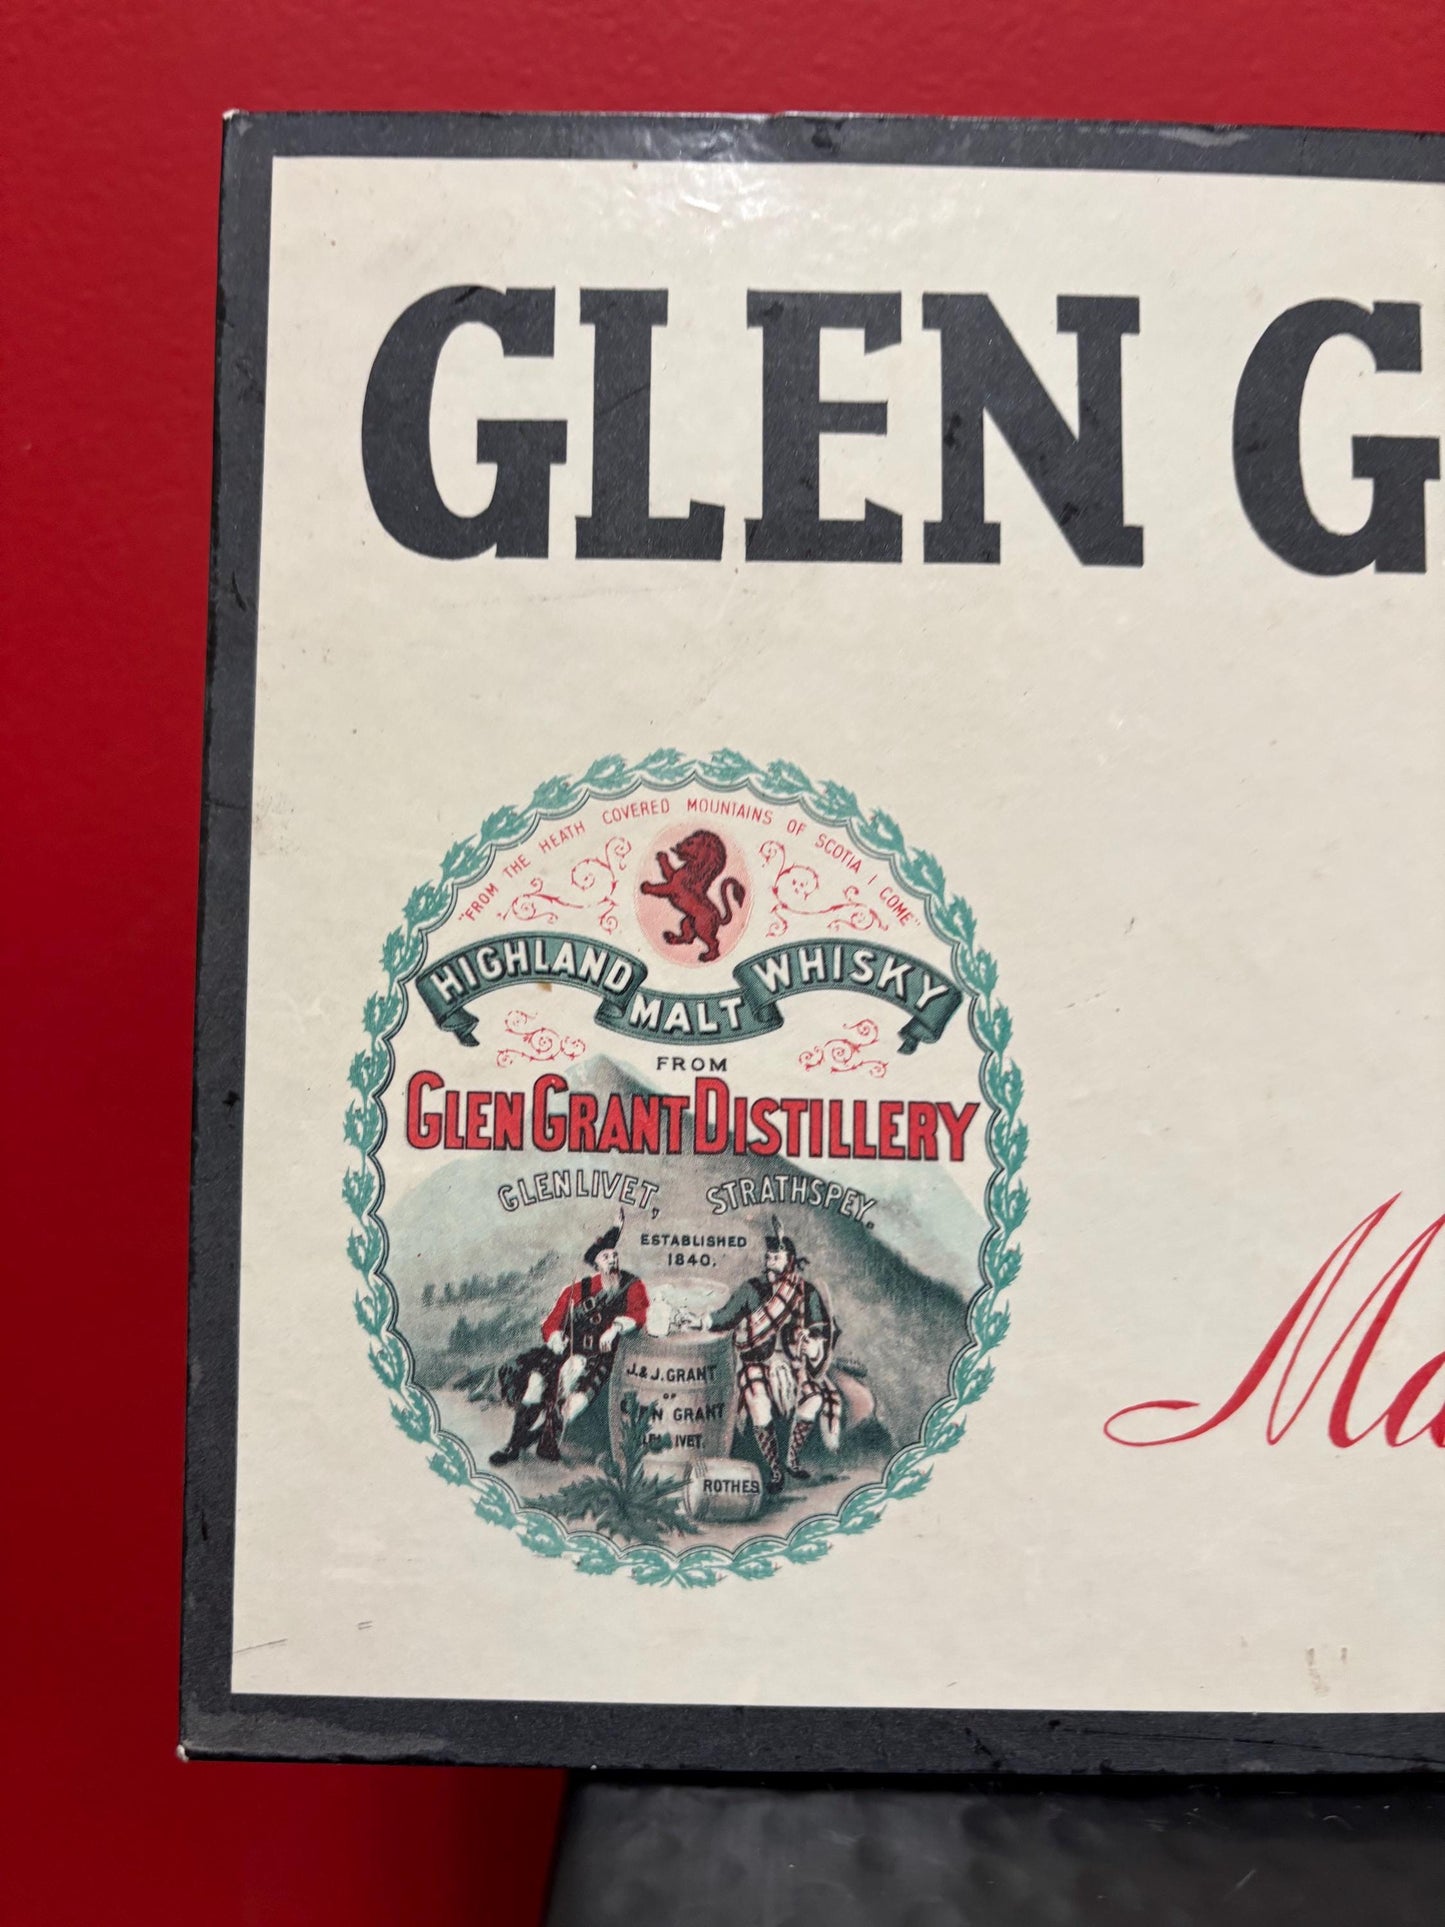 GLEN G
"FROM THE HEATH COVERED MOUNTAINS OF SCOTIA I COME"
HIGHLAND MALT WHISKY
FROM
GLEN GRANT DISTILLERY
GLENLIVET, STRATHSPEY.
ESTABLISHED
1840.
J. & J. GRANT
OF
GRANT
ROTHES
Ma